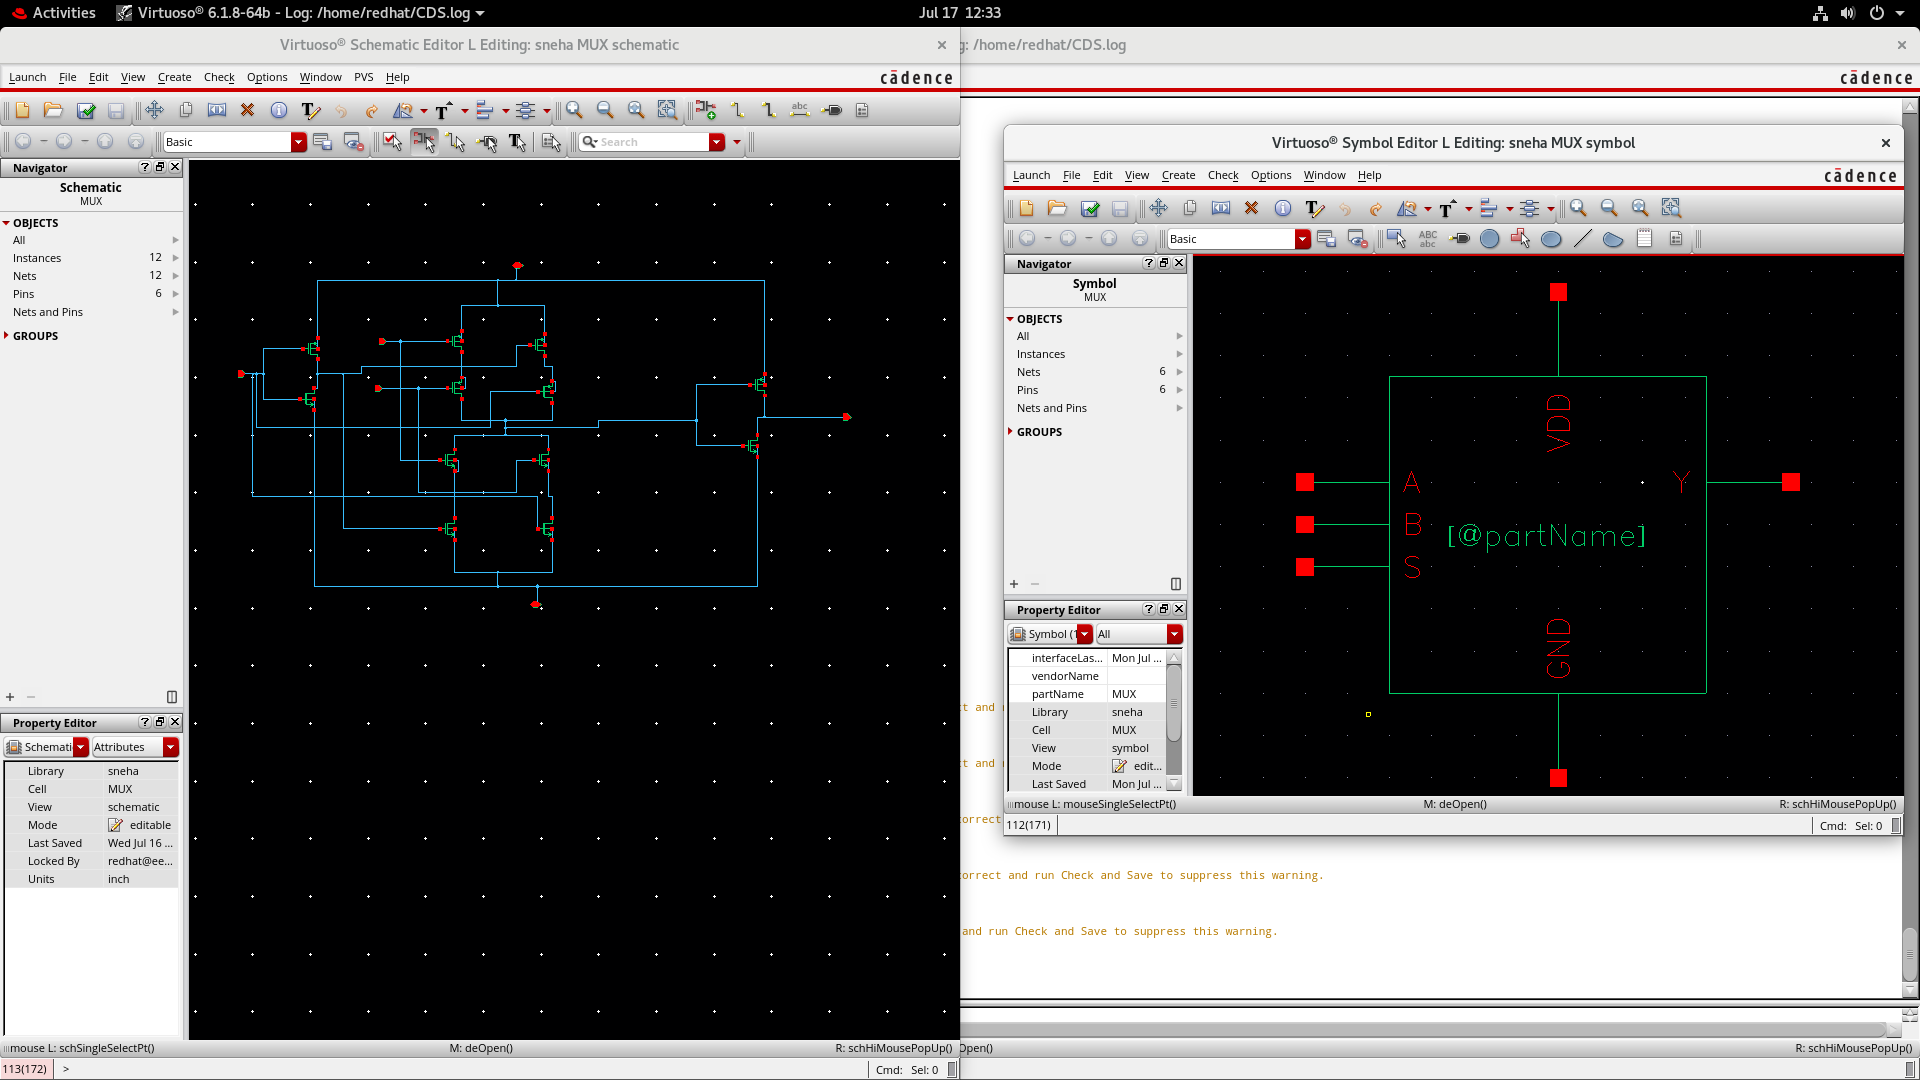 Activities
Virtuoso® 6.1.8-64b - Log: /home/redhat/CDS.log
Jul 17 12:33
Virtuoso® Schematic Editor L Editing: sneha MUX schematic
g: /home/redhat/CDS.log
Launch File Edit View Create Check Options Window PVS Help
cādence
cādence
Basic
Search
Navigator
Schematic
MUX
OBJECTS
All
Instances 12
Nets 12
Pins 6
Nets and Pins
GROUPS
Property Editor
Schemati Attributes
Library sneha
Cell MUX
View schematic
Mode editable
Last Saved Wed Jul 16 ...
Locked By redhat@ee...
Units inch
mouse L: schSingleSelectPt()
M: deOpen()
R: schHiMousePopUp()
113(172) >
Cmd: Sel: 0
Virtuoso® Symbol Editor L Editing: sneha MUX symbol
Launch File Edit View Create Check Options Window Help
cādence
Basic
ABC
abc
Navigator
Symbol
MUX
OBJECTS
All
Instances
Nets 6
Pins 6
Nets and Pins
GROUPS
Property Editor
Symbol (1 All
interfaceLas... Mon Jul ...
vendorName
partName MUX
Library sneha
Cell MUX
View symbol
Mode edit...
Last Saved Mon Jul ...
VDD
A
B
S
Y
[@partName]
GND
mouse L: mouseSingleSelectPt()
M: deOpen()
R: schHiMousePopUp()
112(171)
Cmd: Sel: 0
ct and
ct and
orrect
orrect and run Check and Save to suppress this warning.
and run Check and Save to suppress this warning.
Open()
R: schHiMousePopUp()